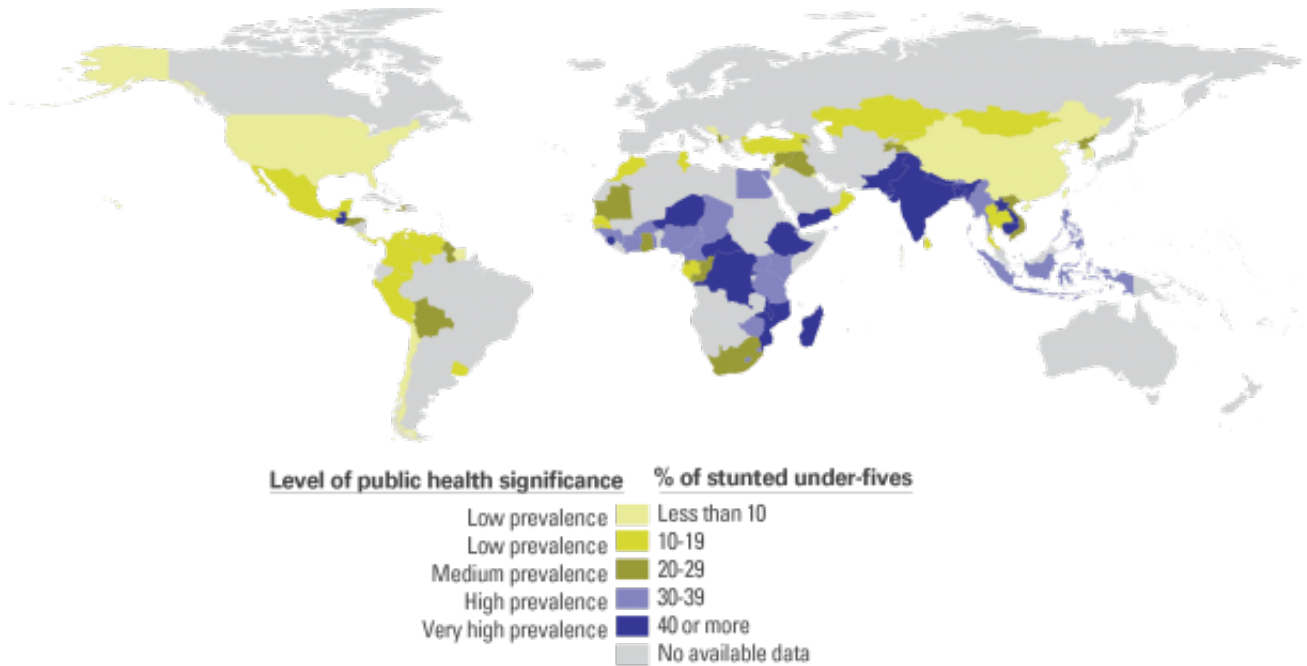 Level of public health significance % of stunted under-fives
Low prevalence Less than 10
Low prevalence 10-19
Medium prevalence 20-29
High prevalence 30-39
Very high prevalence 40 or more
No available data